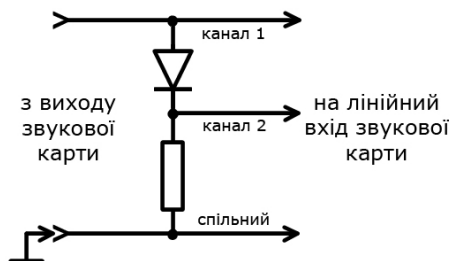 канал 1
з виходу
звукової
карти
канал 2
на лінійний
вхід звукової
карти
спільний